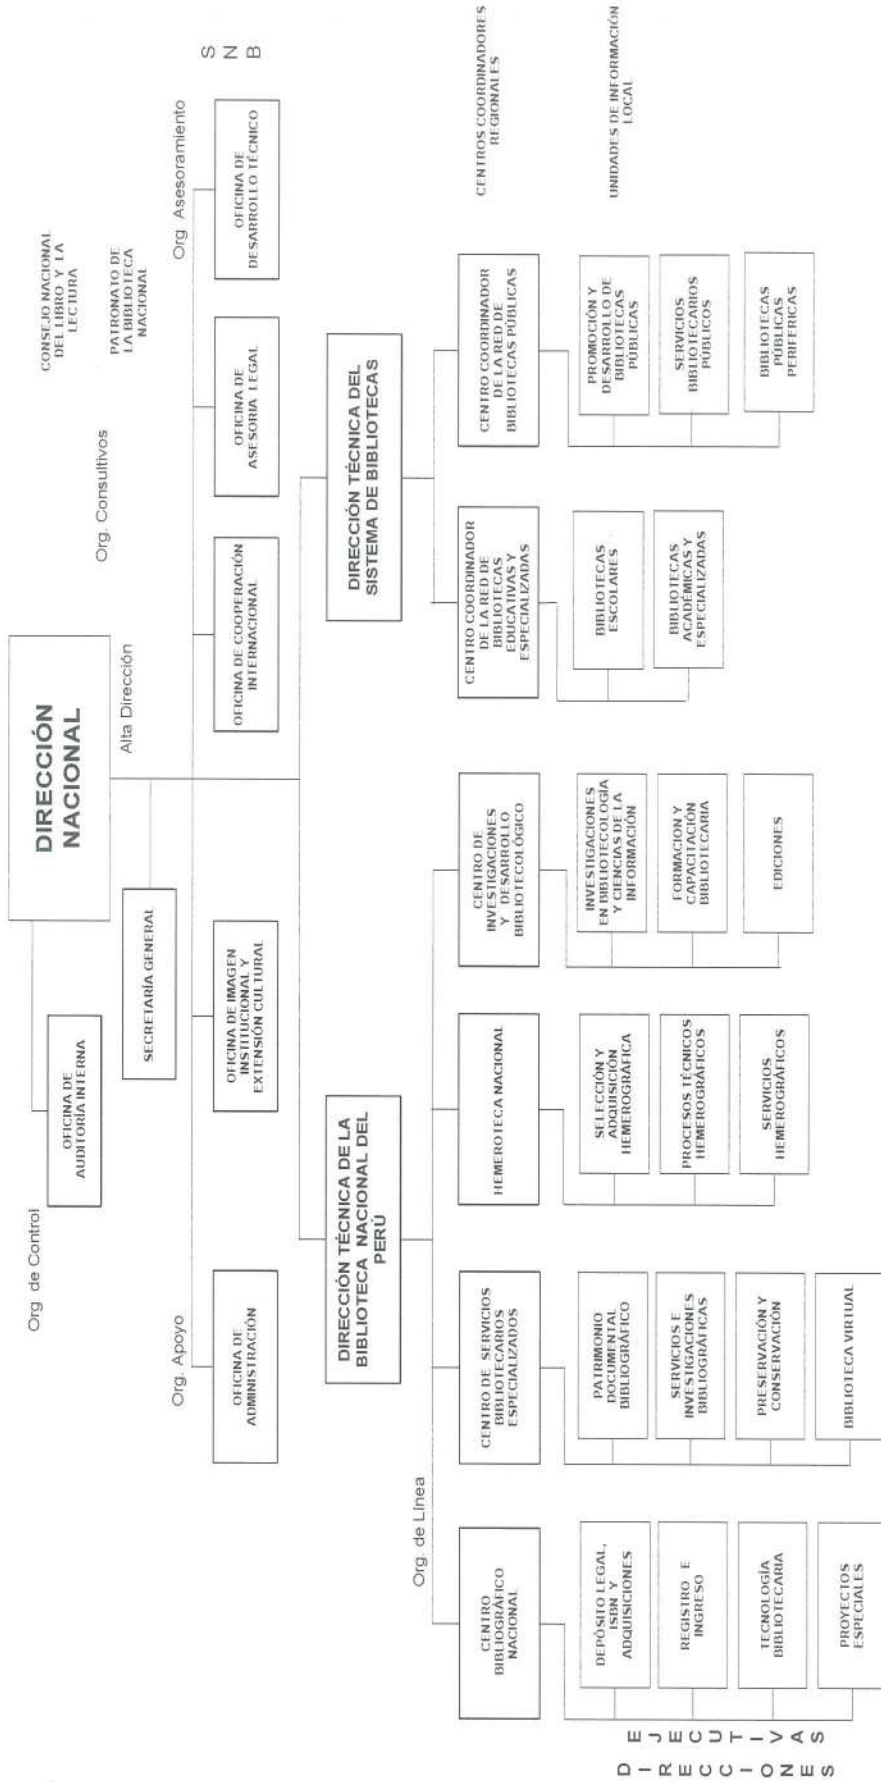 DIRECCIÓN
NACIONAL
CONSEJO NACIONAL
DEL LIBRO Y LA
LECTURA
PATRONATO DE
LA BIBLIOTECA
NACIONAL
Org de Control
OFICINA DE
AUDITORÍA INTERNA
Alta Dirección
Org. Consultivos
SECRETARÍA GENERAL
Org. Apoyo
Org Asesoramiento
S
N
B
OFICINA DE
ADMINISTRACIÓN
OFICINA DE IMAGEN
INSTITUCIONAL Y
EXTENSIÓN CULTURAL
OFICINA DE COOPERACIÓN
INTERNACIONAL
OFICINA DE
ASESORIA LEGAL
OFICINA DE
DESARROLLO TÉCNICO
DIRECCIÓN TÉCNICA DE LA
BIBLIOTECA NACIONAL DEL
PERÚ
DIRECCIÓN TÉCNICA DEL
SISTEMA DE BIBLIOTECAS
Org. de Línea
CENTRO
BIBLIOGRÁFICO
NACIONAL
CENTRO DE SERVICIOS
BIBLIOTECARIOS
ESPECIALIZADOS
HEMEROTECA NACIONAL
CENTRO DE
INVESTIGACIONES
Y DESARROLLO
BIBLIOTECOLÓGICO
CENTRO COORDINADOR
DE LA RED DE
BIBLIOTECAS
EDUCATIVAS Y
ESPECIALIZADAS
CENTRO COORDINADOR
DE LA RED DE
BIBLIOTECAS PÚBLICAS
CENTROS COORDINADORES
REGIONALES
DIRECCCIONES
EJECUTIVAS
DEPÓSITO LEGAL,
ISBN Y
ADQUISICIONES
REGISTRO E
INGRESO
TECNOLOGÍA
BIBLIOTECARIA
PROYECTOS
ESPECIALES
PATRIMONIO
DOCUMENTAL
BIBLIOGRÁFICO
SERVICIOS E
INVESTIGACIONES
BIBLIOGRÁFICAS
PRESERVACIÓN Y
CONSERVACIÓN
BIBLIOTECA VIRTUAL
SELECCIÓN Y
ADQUISICIÓN
HEMEROGRÁFICA
PROCESOS TÉCNICOS
HEMEROGRÁFICOS
SERVICIOS
HEMEROGRÁFICOS
INVESTIGACIONES
EN BIBLIOTECOLOGÍA
Y CIENCIAS DE LA
INFORMACIÓN
FORMACION Y
CAPACITACIÓN
BIBLIOTECARIA
EDICIONES
BIBLIOTECAS
ESCOLARES
BIBLIOTECAS
ACADÉMICAS Y
ESPECIALIZADAS
PROMOCIÓN Y
DESARROLLO DE
BIBLIOTECAS
PÚBLICAS
SERVICIOS
BIBLIOTECARIOS
PÚBLICOS
BIBLIOTECAS
PÚBLICAS
PERIFERICAS
UNIDADES DE INFORMACIÓN
LOCAL